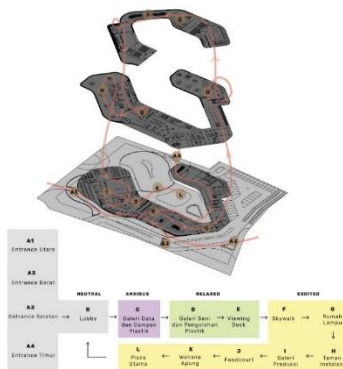 A1
Entrance Utara
A2
Entrance Barat
A3
Entrance Selatan
A4
Entrance Timur
NEUTRAL
B
Lobby
ANXIOUS
C
Galeri Data
dan Dampak
Plastik
RELAXED
D
Galeri Seni
dan Pengolahan
Plastik
E
Viewing
Deck
EXCITED
F
Skywalk
G
Rumah
Lampu
L
Plaza
Utama
K
Wahana
Apung
J
Foodcourt
I
Galeri
Produksi
H
Taman
Instalasi